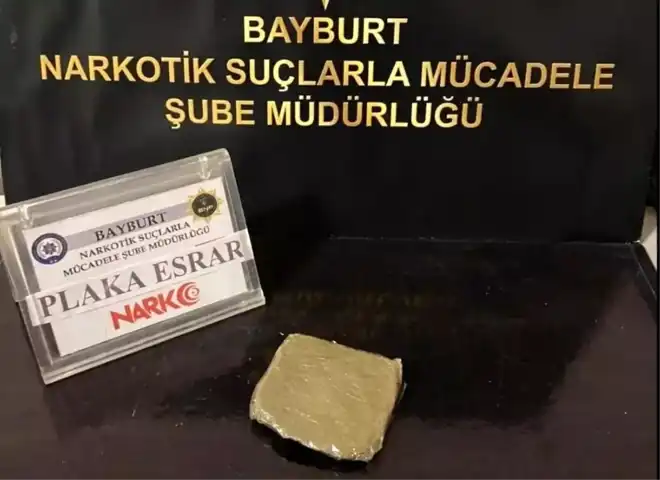 BAYBURT
NARKOTİK SUÇLARLA MÜCADELE
ŞUBE MÜDÜRLÜĞÜ
BAYBURT
NARKOTİK SUÇLARLA
MÜCADELE ŞUBE MÜDÜRLÜĞÜ
PLAKA ESRAR
NARKO